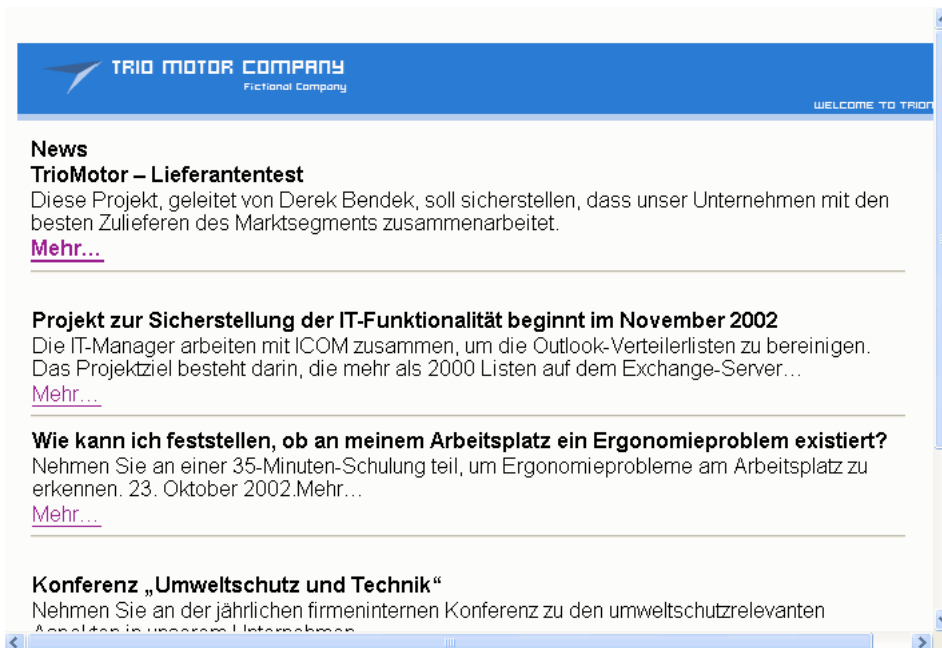 TRIO MOTOR COMPANY
Fictional Company
WELCOME TO TRION
News
TrioMotor – Lieferantentest
Diese Projekt, geleitet von Derek Bendek, soll sicherstellen, dass unser Unternehmen mit den
besten Zulieferen des Marktsegments zusammenarbeitet.
Mehr...
Projekt zur Sicherstellung der IT-Funktionalität beginnt im November 2002
Die IT-Manager arbeiten mit ICOM zusammen, um die Outlook-Verteilerlisten zu bereinigen.
Das Projektziel besteht darin, die mehr als 2000 Listen auf dem Exchange-Server...
Mehr...
Wie kann ich feststellen, ob an meinem Arbeitsplatz ein Ergonomieproblem existiert?
Nehmen Sie an einer 35-Minuten-Schulung teil, um Ergonomieprobleme am Arbeitsplatz zu
erkennen. 23. Oktober 2002.Mehr...
Mehr...
Konferenz „Umweltschutz und Technik“
Nehmen Sie an der jährlichen firmeninternen Konferenz zu den umweltschutzrelevanten
Aspekten in unserem Unternehmen